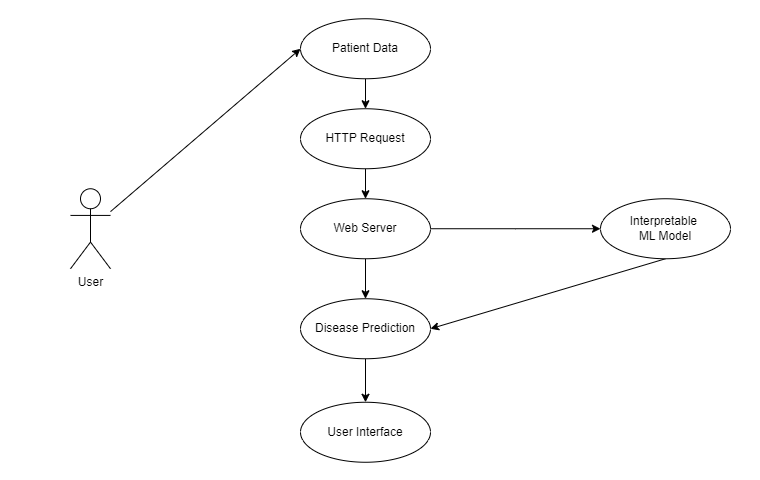 Patient Data
HTTP Request
Web Server
Interpretable
ML Model
User
Disease Prediction
User Interface